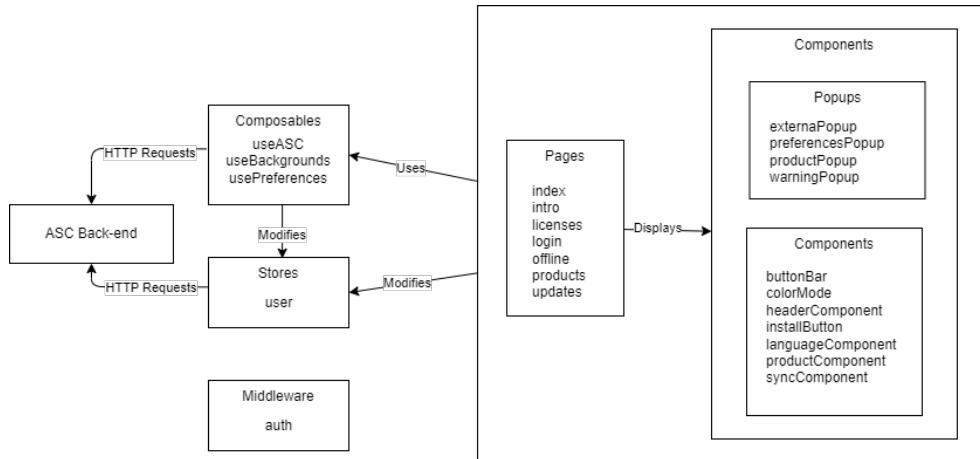 Composables
useASC
useBackgrounds
usePreferences
HTTP Requests
ASC Back-end
Modifies
HTTP Requests
Stores
user
Middleware
auth
Uses
Modifies
Pages
index
intro
licenses
login
offline
products
updates
Displays
Components
Popups
externaPopup
preferencesPopup
productPopup
warningPopup
Components
buttonBar
colorMode
headerComponent
installButton
languageComponent
productComponent
syncComponent